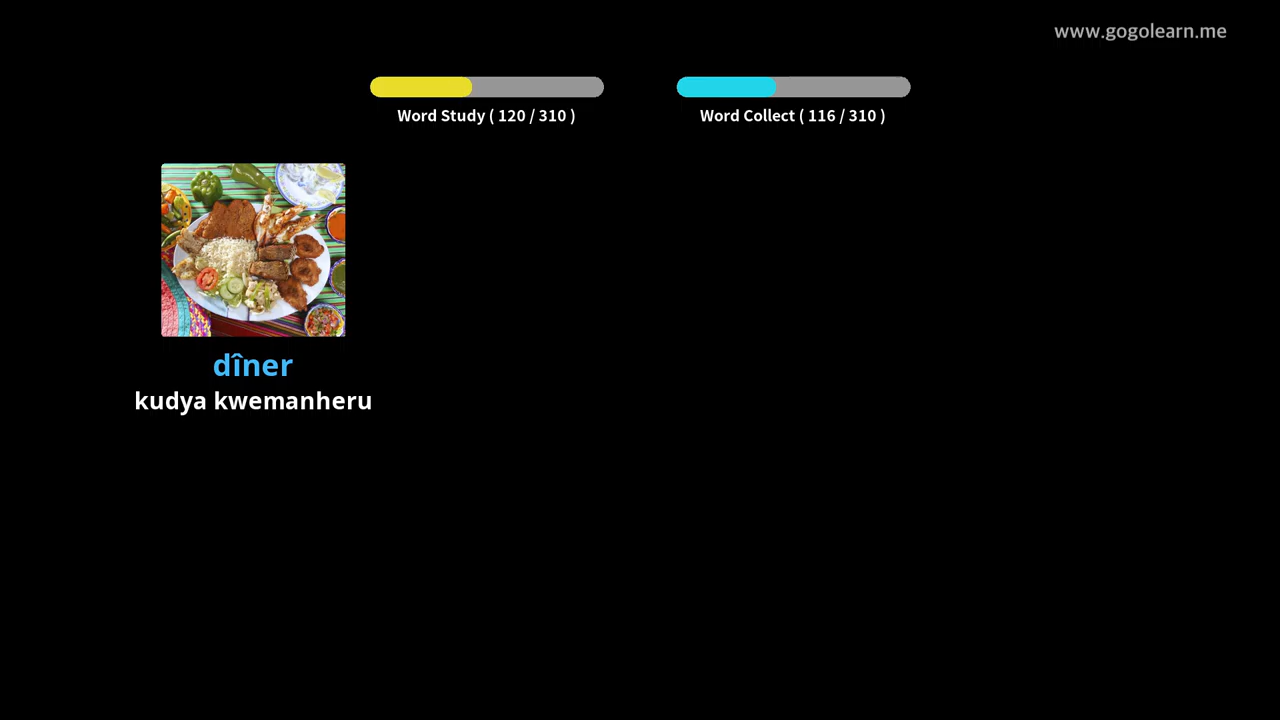 www.gogolearn.me
Word Study ( 120 / 310 )
Word Collect ( 116 / 310 )
dîner
kudya kwemanheru